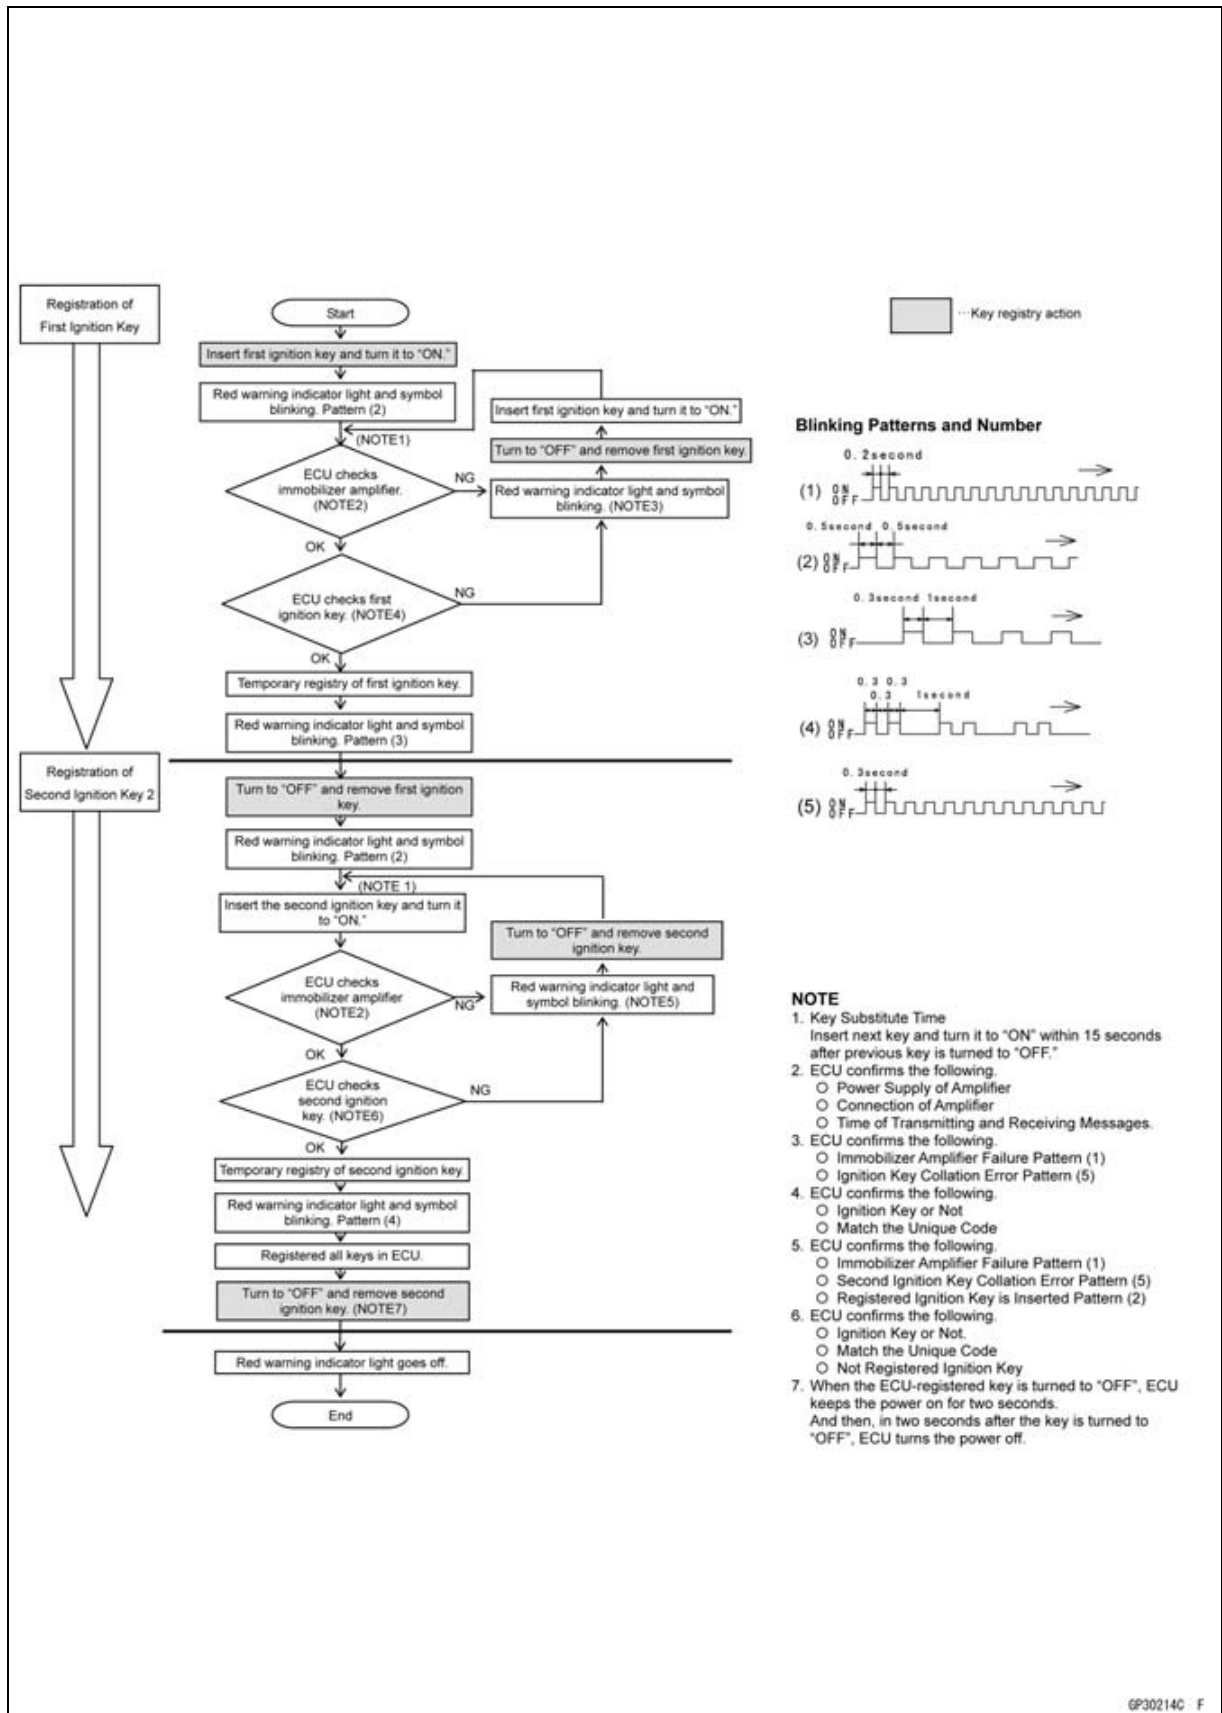 Registration of
First Ignition Key
Start
Insert first ignition key and turn it to "ON."
Red warning indicator light and symbol
blinking. Pattern (2)
(NOTE1)
ECU checks
immobilizer amplifier.
(NOTE2)
NG
OK
Insert first ignition key and turn it to "ON."
Turn to "OFF" and remove first ignition key.
Red warning indicator light and symbol
blinking. (NOTE3)
ECU checks first
ignition key. (NOTE4)
NG
OK
Temporary registry of first ignition key.
Red warning indicator light and symbol
blinking. Pattern (3)
Registration of
Second Ignition Key 2
Turn to "OFF" and remove first ignition
key.
Red warning indicator light and symbol
blinking. Pattern (2)
(NOTE 1)
Insert the second ignition key and turn it
to "ON."
ECU checks
immobilizer amplifier
(NOTE2)
NG
OK
Turn to "OFF" and remove second
ignition key.
Red warning indicator light and
symbol blinking. (NOTE5)
ECU checks
second ignition
key. (NOTE6)
NG
OK
Temporary registry of second ignition key.
Red warning indicator light and symbol
blinking. Pattern (4)
Registered all keys in ECU.
Turn to "OFF" and remove second
ignition key. (NOTE7)
Red warning indicator light goes off.
End
···Key registry action
Blinking Patterns and Number
0.2second
(1) ON
OFF
0.5second 0.5second
(2) ON
OFF
0.3second 1second
(3) ON
OFF
0.3 0.3
0.3 1second
(4) ON
OFF
0.3second
(5) ON
OFF
NOTE
1. Key Substitute Time
Insert next key and turn it to "ON" within 15 seconds
after previous key is turned to "OFF."
2. ECU confirms the following.
○ Power Supply of Amplifier
○ Connection of Amplifier
○ Time of Transmitting and Receiving Messages.
3. ECU confirms the following.
○ Immobilizer Amplifier Failure Pattern (1)
○ Ignition Key Collation Error Pattern (5)
4. ECU confirms the following.
○ Ignition Key or Not
○ Match the Unique Code
5. ECU confirms the following.
○ Immobilizer Amplifier Failure Pattern (1)
○ Second Ignition Key Collation Error Pattern (5)
○ Registered Ignition Key is Inserted Pattern (2)
6. ECU confirms the following.
○ Ignition Key or Not.
○ Match the Unique Code
○ Not Registered Ignition Key
7. When the ECU-registered key is turned to "OFF", ECU
keeps the power on for two seconds.
And then, in two seconds after the key is turned to
"OFF", ECU turns the power off.
GP30214C F